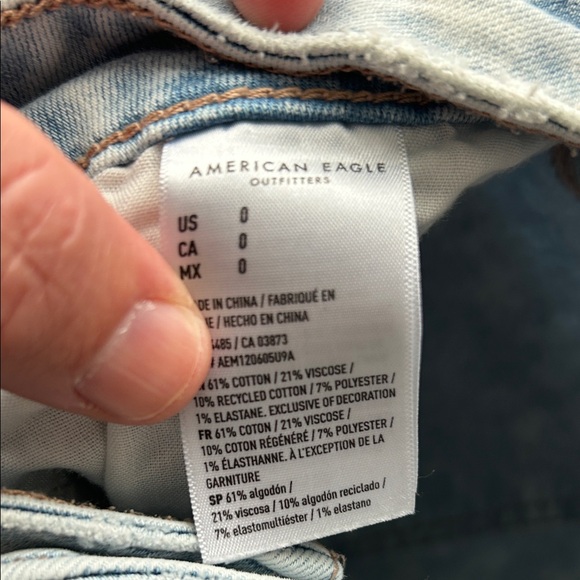 AMERICAN EAGLE
OUTFITTERS
US 0
CA 0
MX 0
DE IN CHINA / FABRIQUÉ EN
/ HECHO EN CHINA
485 / CA 03873
AEM120605U9A
61% COTTON / 21% VISCOSE /
10% RECYCLED COTTON / 7% POLYESTER /
1% ELASTANE. EXCLUSIVE OF DECORATION
FR 61% COTON / 21% VISCOSE /
10% COTON RÉGÉNÉRÉ / 7% POLYESTER /
1% ÉLASTHANNE. À L'EXCEPTION DE LA
GARNITURE
SP 61% algodón /
21% viscosa / 10% algodón reciclado /
7% elastomultiéster / 1% elastano